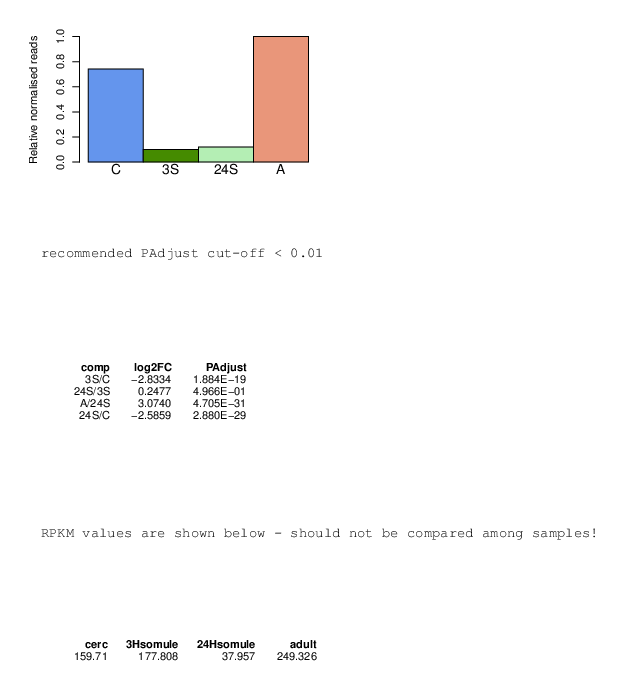 Relative normalised reads
1.0
0.8
0.6
0.4
0.2
0.0
C 3S 24S A
recommended PAdjust cut-off < 0.01
comp log2FC PAdjust
3S/C −2.8334 1.884E−19
24S/3S 0.2477 4.966E−01
A/24S 3.0740 4.705E−31
24S/C −2.5859 2.880E−29
RPKM values are shown below - should not be compared among samples!
cerc 3Hsomule 24Hsomule adult
159.71 177.808 37.957 249.326